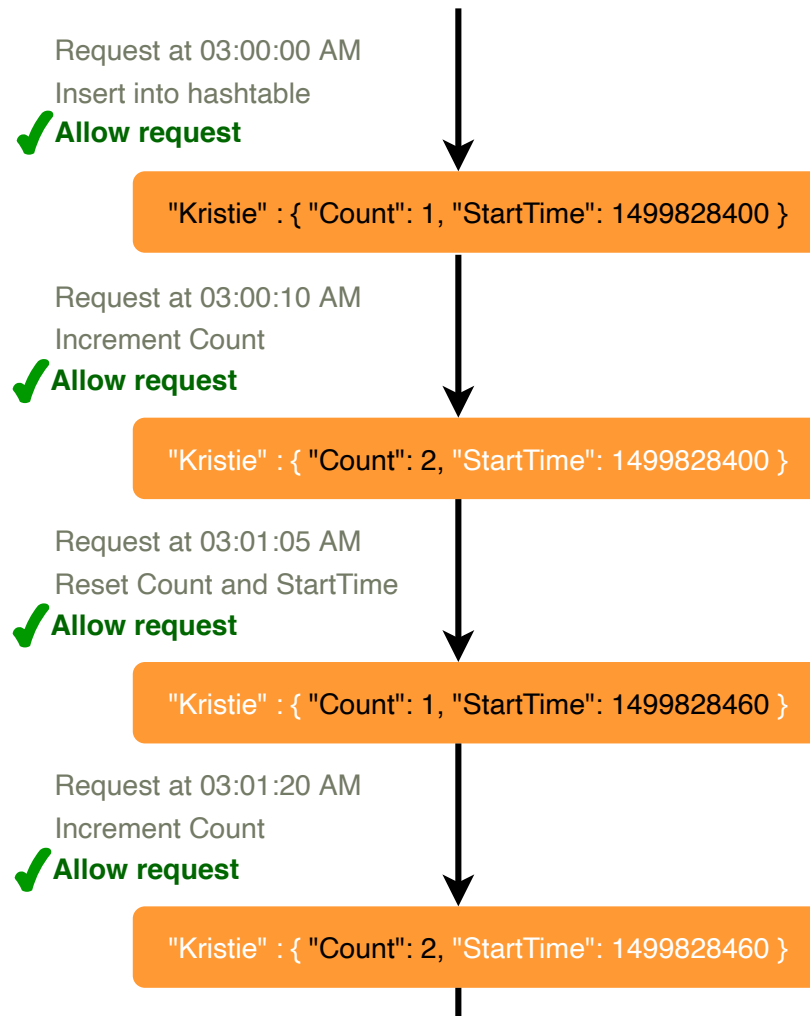 Request at 03:00:00 AM
Insert into hashtable
Allow request
"Kristie" : { "Count": 1, "StartTime": 1499828400 }
Request at 03:00:10 AM
Increment Count
Allow request
"Kristie" : { "Count": 2, "StartTime": 1499828400 }
Request at 03:01:05 AM
Reset Count and StartTime
Allow request
"Kristie" : { "Count": 1, "StartTime": 1499828460 }
Request at 03:01:20 AM
Increment Count
Allow request
"Kristie" : { "Count": 2, "StartTime": 1499828460 }